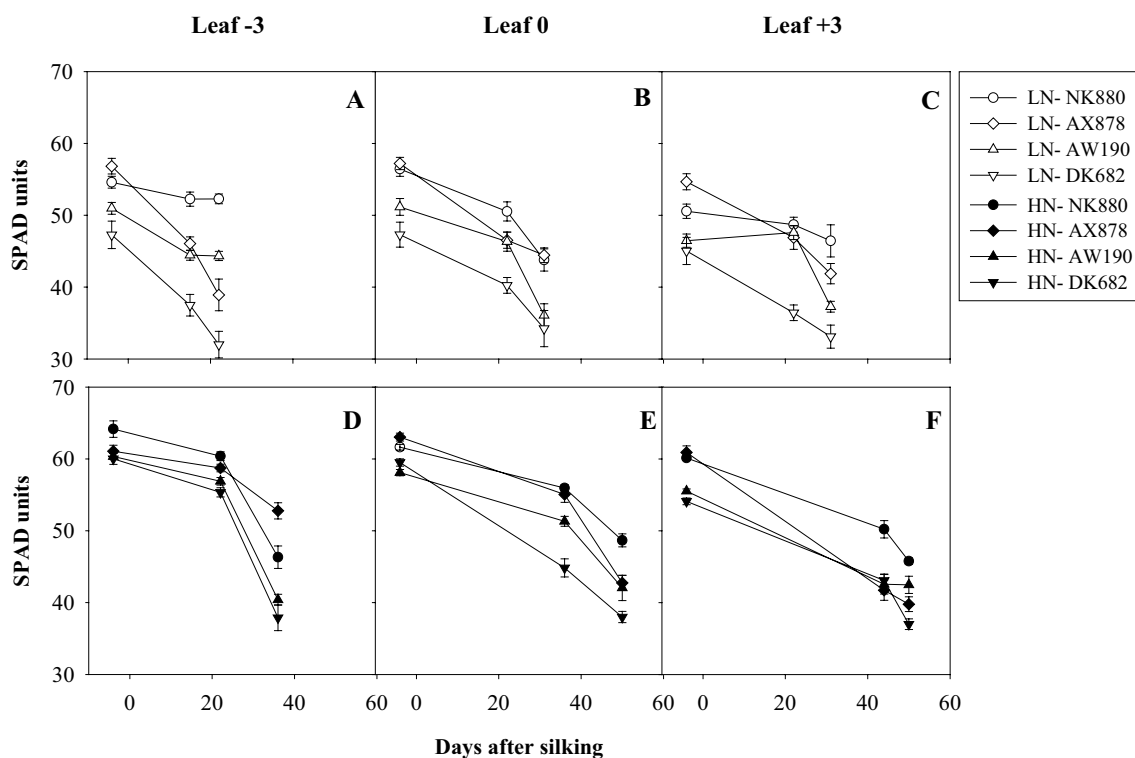 Leaf -3 Leaf 0 Leaf +3
70 A B C
60
50
40
30
SPAD units
LN- NK880
LN- AX878
LN- AW190
LN- DK682
HN- NK880
HN- AX878
HN- AW190
HN- DK682
70 D E F
60
50
40
30
SPAD units
0 20 40 60 0 20 40 60 0 20 40 60
Days after silking